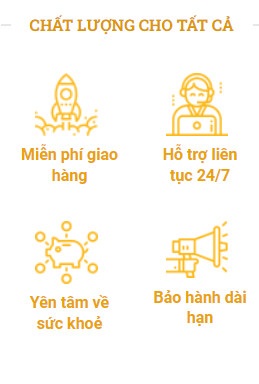 CHẤT LƯỢNG CHO TẤT CẢ
Miễn phí giao
hàng
Hỗ trợ liên
tục 24/7
Yên tâm về
sức khoẻ
Bảo hành dài
hạn